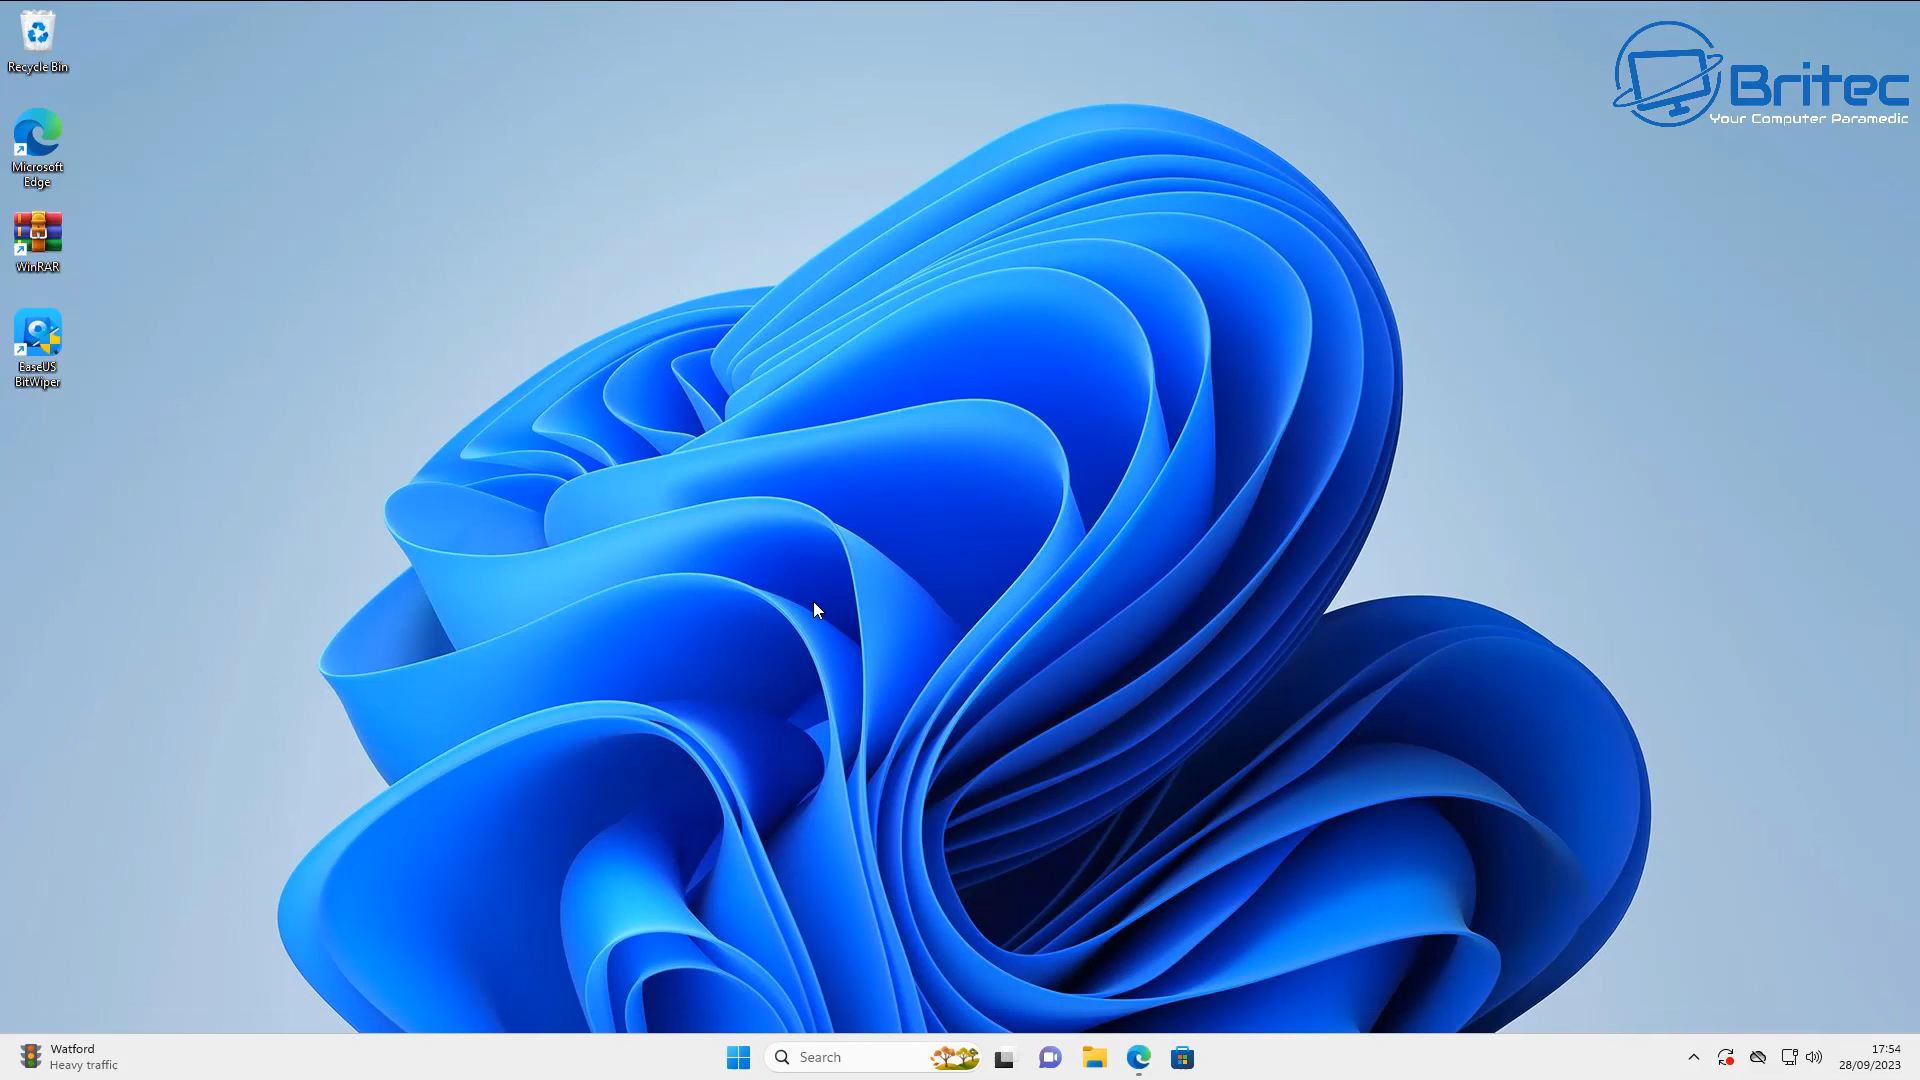 Recycle Bin
Britec
Your Computer Paramedic
Microsoft
Edge
WinRAR
EaseUS
BitWiper
Watford
Heavy traffic
Search
17:54
28/09/2023